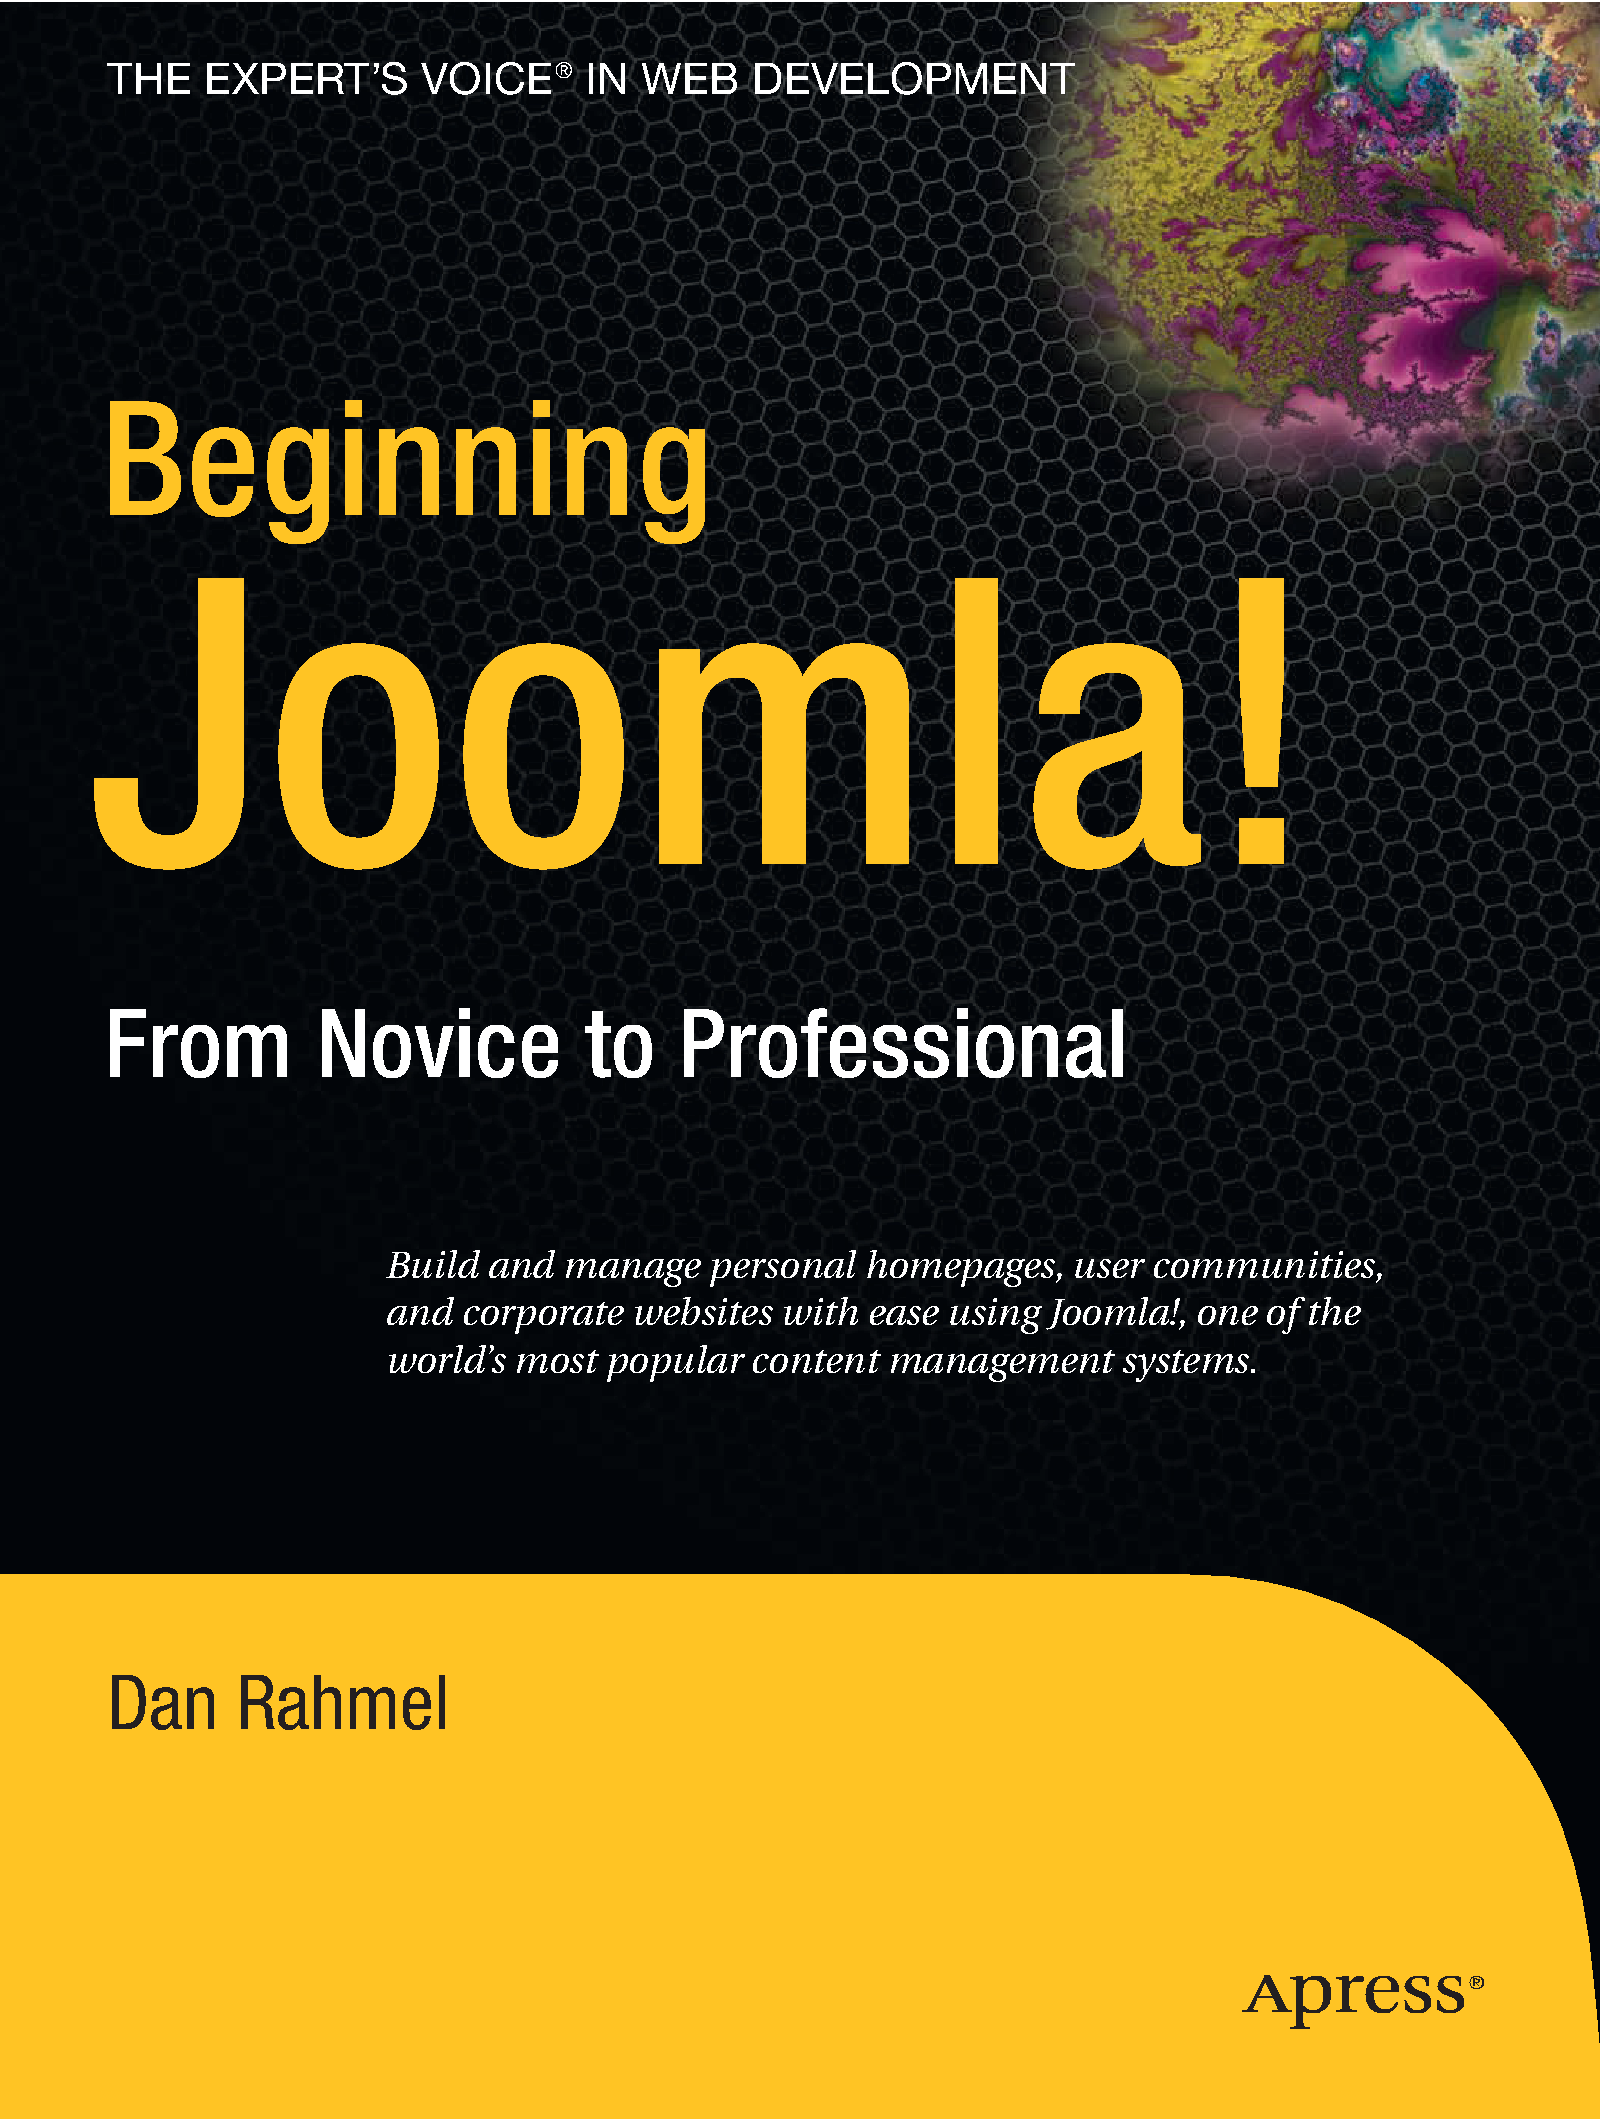 THE EXPERT’S VOICE® IN WEB DEVELOPMENT
Beginning
Joomla!
From Novice to Professional
Build and manage personal homepages, user communities,
and corporate websites with ease using Joomla!, one of the
world’s most popular content management systems.
Dan Rahmel
Apress®